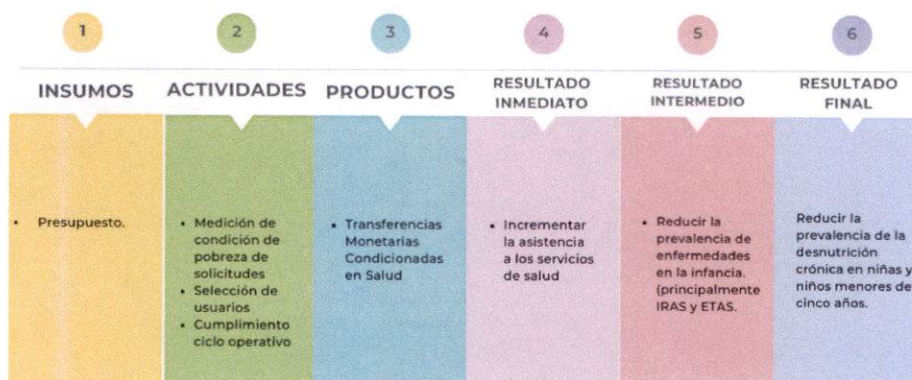 1
2
3
4
5
6
INSUMOS
ACTIVIDADES
PRODUCTOS
RESULTADO
INMEDIATO
RESULTADO
INTERMEDIO
RESULTADO
FINAL
• Presupuesto.
• Medición de
condición de
pobreza de
solicitudes
• Selección de
usuarios
• Cumplimiento
ciclo operativo
• Transferencias
Monetarias
Condicionadas
en Salud
• Incrementar
la asistencia
a los servicios
de salud
• Reducir la
prevalencia de
enfermedades
en la infancia.
(principalmente
IRAS y ETAS.
Reducir la
prevalencia de la
desnutrición
crónica en niñas y
niños menores de
cinco años.